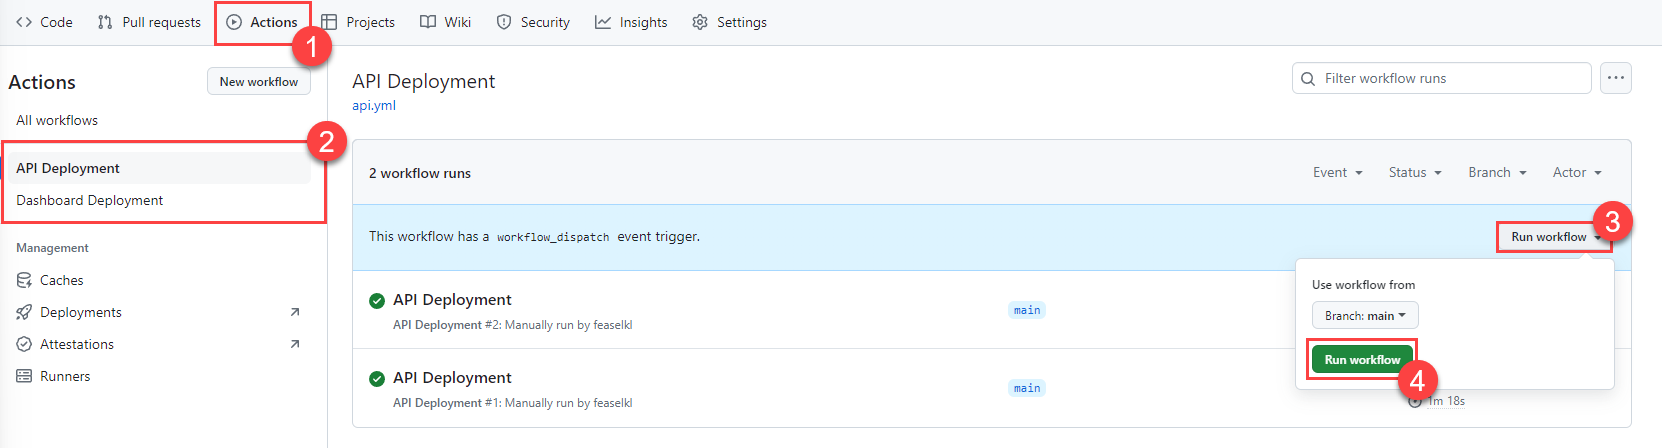 Code Pull requests Actions Projects Wiki Security Insights Settings
1
Actions New workflow
All workflows
2
API Deployment
Dashboard Deployment
Management
Caches
Deployments
Attestations
Runners
API Deployment
api.yml
Filter workflow runs
2 workflow runs
Event Status Branch Actor
This workflow has a workflow_dispatch event trigger.
Run workflow
3
Use workflow from
Branch: main
Run workflow
4
API Deployment
API Deployment #2: Manually run by feaselkl
main
API Deployment
API Deployment #1: Manually run by feaselkl
main
1m 18s